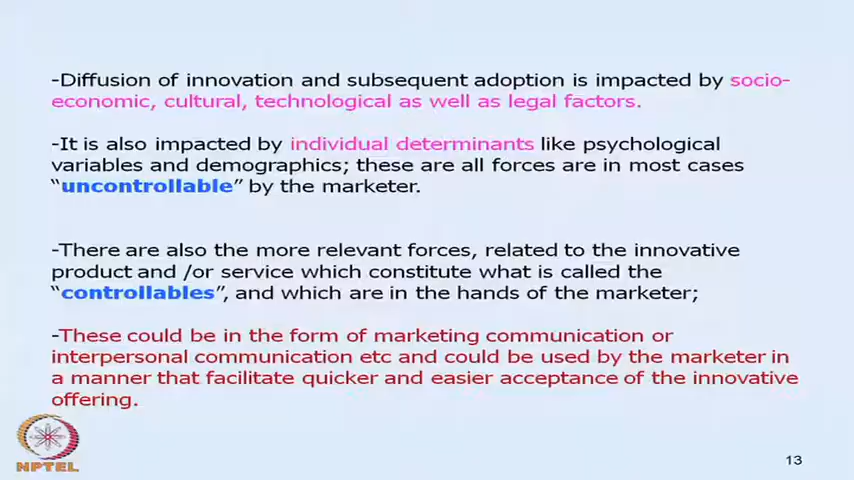 -Diffusion of innovation and subsequent adoption is impacted by socio-
economic, cultural, technological as well as legal factors.
-It is also impacted by individual determinants like psychological
variables and demographics; these are all forces are in most cases
“uncontrollable” by the marketer.
-There are also the more relevant forces, related to the innovative
product and /or service which constitute what is called the
“controllables”, and which are in the hands of the marketer;
-These could be in the form of marketing communication or
interpersonal communication etc and could be used by the marketer in
a manner that facilitate quicker and easier acceptance of the innovative
offering.
NPTEL
13